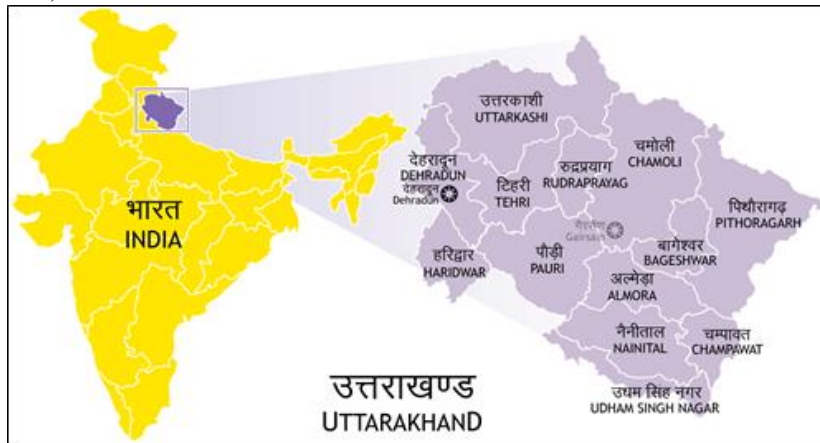 भारत
INDIA
उत्तरकाशी
UTTARKASHI
चमोली
CHAMOLI
देहरादून
DEHRADUN
देहरादून
Dehradun
टिहरी
TEHRI
रुद्रप्रयाग
RUDRAPRAYAG
पिथौरागढ़
PITHORAGARH
गैरसैंण
Gairsain
हरिद्वार
HARIDWAR
पौड़ी
PAURI
बागेश्वर
BAGESHWAR
अल्मेड़ा
ALMORA
नैनीताल
NAINITAL
चम्पावत
CHAMPAWAT
उधम सिंह नगर
UDHAM SINGH NAGAR
उत्तराखण्ड
UTTARAKHAND